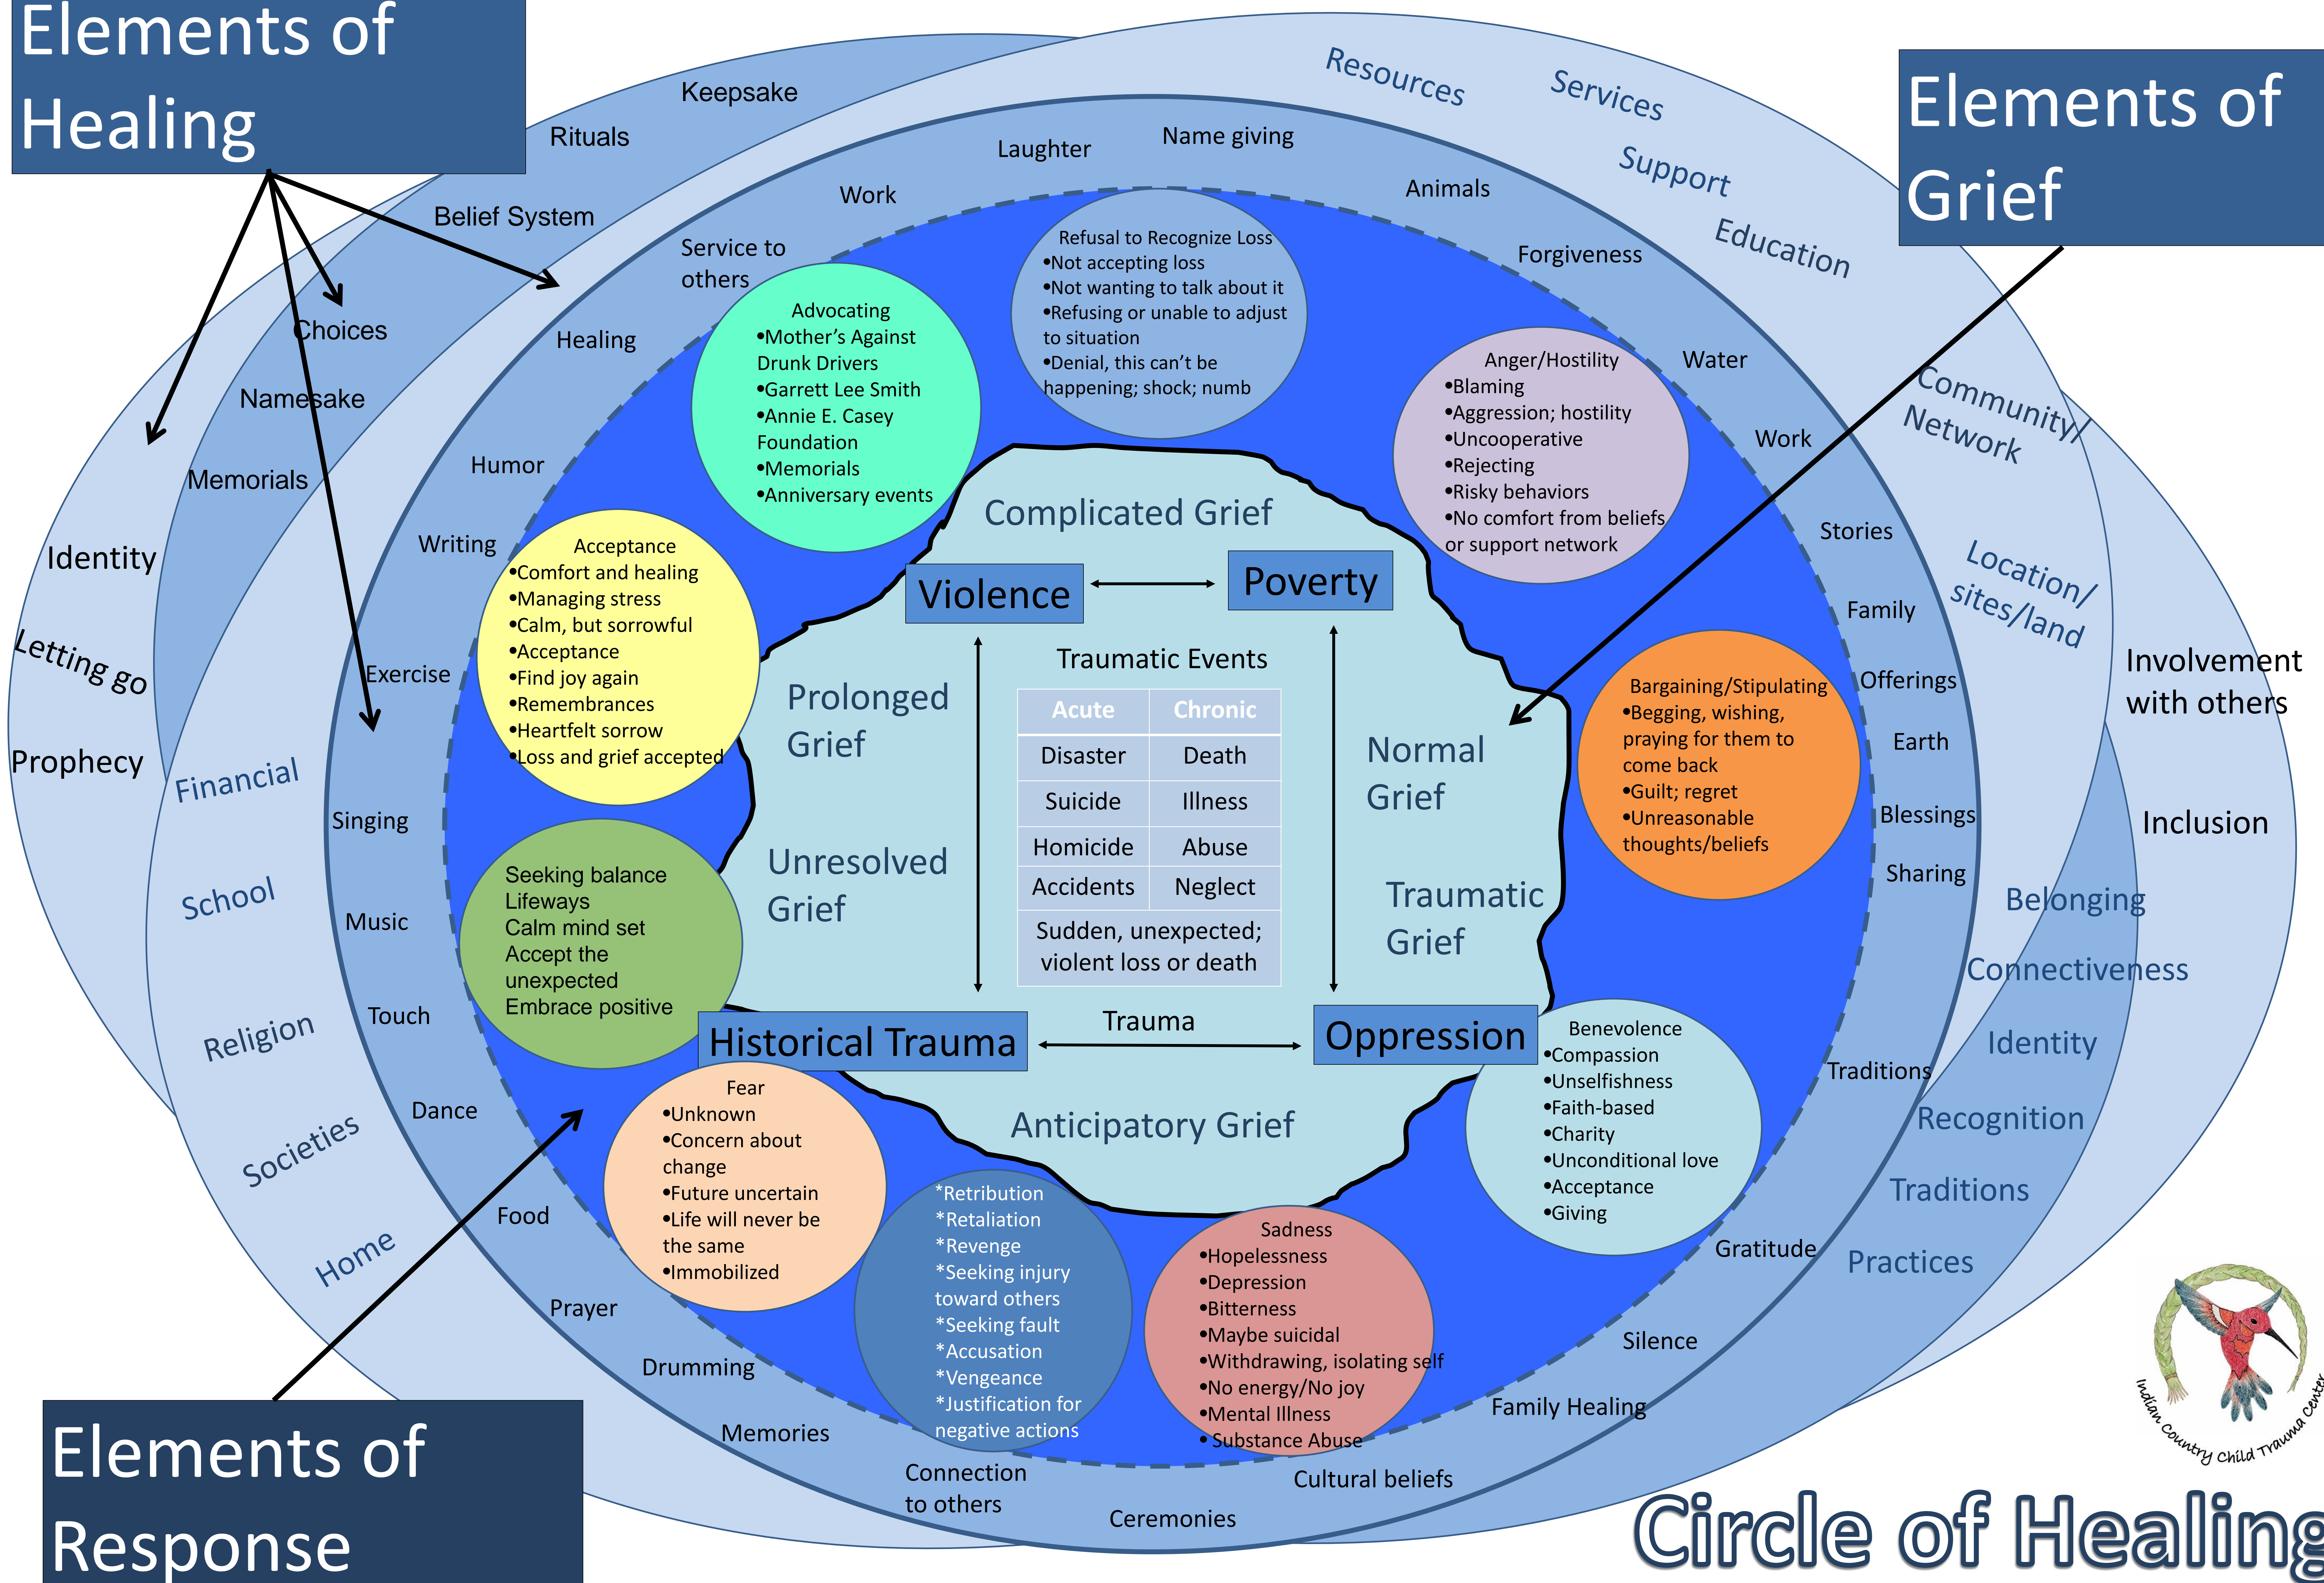 Elements of
Healing
Elements of
Grief
Elements of
Response
Keepsake
Rituals
Belief System
Choices
Namesake
Memorials
Identity
Letting go
Prophecy
Resources
Services
Support
Education
Community/
Network
Location/
sites/land
Involvement
with others
Inclusion
Belonging
Connectiveness
Identity
Recognition
Traditions
Practices
Financial
School
Religion
Societies
Home
Name giving
Animals
Forgiveness
Water
Work
Stories
Family
Offerings
Earth
Blessings
Sharing
Traditions
Gratitude
Silence
Family Healing
Cultural beliefs
Ceremonies
Connection
to others
Memories
Drumming
Prayer
Food
Dance
Touch
Music
Singing
Exercise
Writing
Humor
Healing
Service to
others
Work
Laughter
Refusal to Recognize Loss
•Not accepting loss
•Not wanting to talk about it
•Refusing or unable to adjust
to situation
•Denial, this can’t be
happening; shock; numb
Anger/Hostility
•Blaming
•Aggression; hostility
•Uncooperative
•Rejecting
•Risky behaviors
•No comfort from beliefs
or support network
Bargaining/Stipulating
•Begging, wishing,
praying for them to
come back
•Guilt; regret
•Unreasonable
thoughts/beliefs
Benevolence
•Compassion
•Unselfishness
•Faith-based
•Charity
•Unconditional love
•Acceptance
•Giving
Sadness
•Hopelessness
•Depression
•Bitterness
•Maybe suicidal
•Withdrawing, isolating self
•No energy/No joy
•Mental Illness
• Substance Abuse
*Retribution
*Retaliation
*Revenge
*Seeking injury
toward others
*Seeking fault
*Accusation
*Vengeance
*Justification for
negative actions
Fear
•Unknown
•Concern about
change
•Future uncertain
•Life will never be
the same
•Immobilized
Seeking balance
Lifeways
Calm mind set
Accept the
unexpected
Embrace positive
Acceptance
•Comfort and healing
•Managing stress
•Calm, but sorrowful
•Acceptance
•Find joy again
•Remembrances
•Heartfelt sorrow
•Loss and grief accepted
Advocating
•Mother’s Against
Drunk Drivers
•Garrett Lee Smith
•Annie E. Casey
Foundation
•Memorials
•Anniversary events
Complicated Grief
Violence
Poverty
Prolonged
Grief
Unresolved
Grief
Normal
Grief
Traumatic
Grief
Traumatic Events
Acute Chronic
Disaster Death
Suicide Illness
Homicide Abuse
Accidents Neglect
Sudden, unexpected;
violent loss or death
Trauma
Historical Trauma
Oppression
Anticipatory Grief
Indian Country Child Trauma Center
Circle of Healing